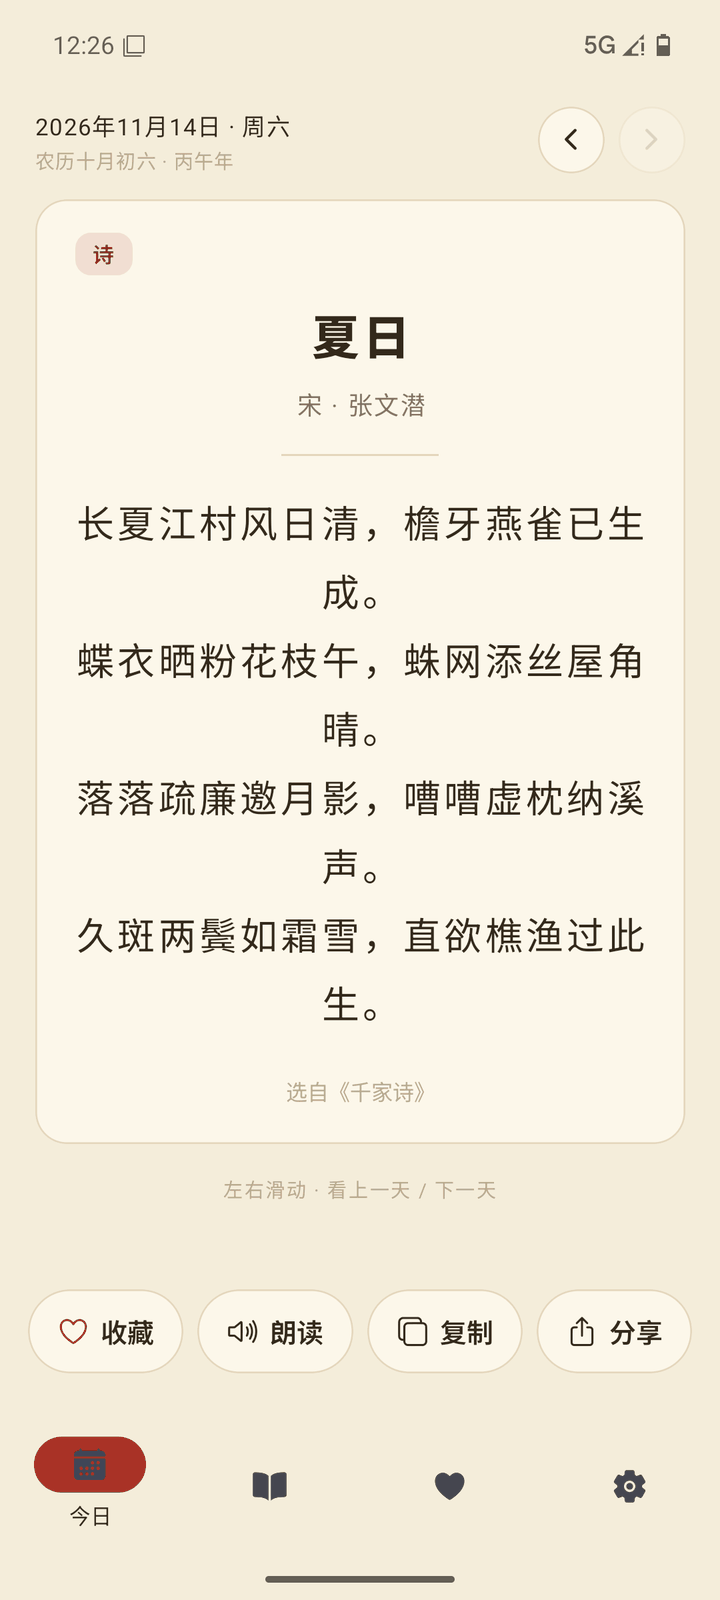 12:26
5G
2026年11月14日 · 周六
农历十月初六 · 丙午年
诗
夏日
宋 · 张文潜
长夏江村风日清，檐牙燕雀已生
成。
蝶衣晒粉花枝午，蛛网添丝屋角
晴。
落落疏廉邀月影，嘈嘈虚枕纳溪
声。
久斑两鬓如霜雪，直欲樵渔过此
生。
选自《千家诗》
左右滑动 · 看上一天 / 下一天
收藏
朗读
复制
分享
今日